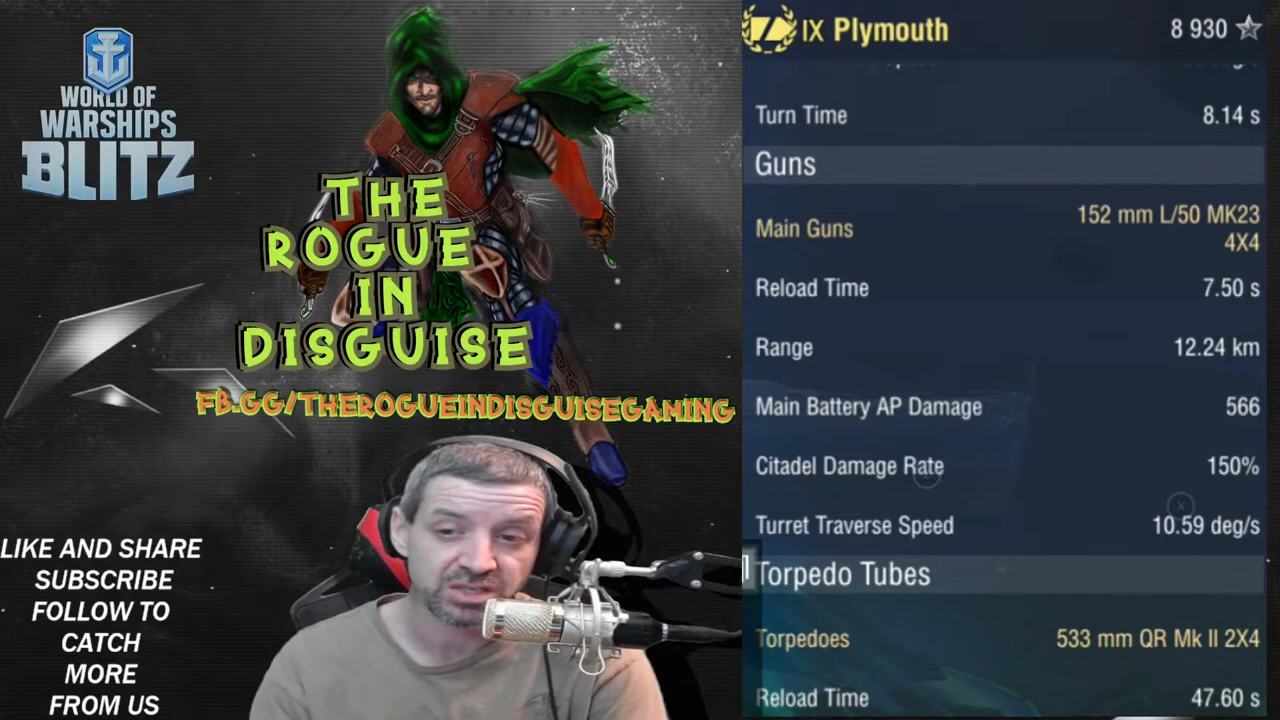 WORLD OF
WARSHIPS
BLITZ
THE
ROGUE
IN
DISGUISE
FB.GG/THEROGUEINDISGUISEGAMING
LIKE AND SHARE
SUBSCRIBE
FOLLOW TO
CATCH
MORE
FROM US
IX Plymouth 8 930
Turn Time 8.14 s
Guns
Main Guns 152 mm L/50 MK23
4X4
Reload Time 7.50 s
Range 12.24 km
Main Battery AP Damage 566
Citadel Damage Rate 150%
Turret Traverse Speed 10.59 deg/s
Torpedo Tubes
Torpedoes 533 mm QR Mk II 2X4
Reload Time 47.60 s